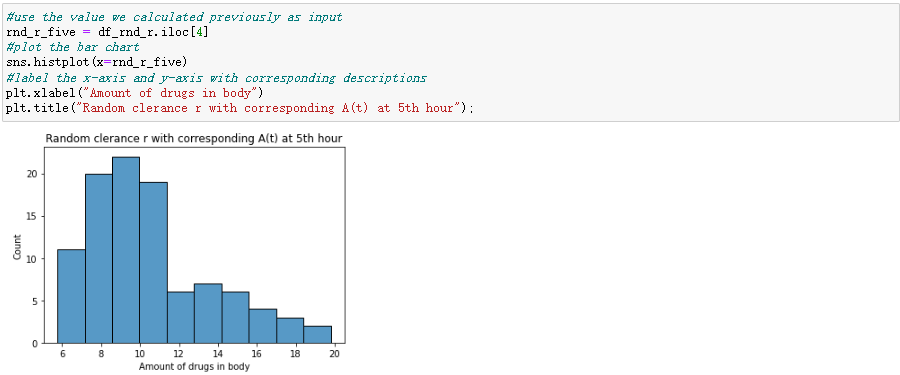 #use the value we calculated previously as input
rnd_r_five = df_rnd_r.iloc[4]
#plot the bar chart
sns.histplot(x=rnd_r_five)
#label the x-axis and y-axis with corresponding descriptions
plt.xlabel("Amount of drugs in body")
plt.title("Random clerance r with corresponding A(t) at 5th hour");
Random clerance r with corresponding A(t) at 5th hour
20
15
10
5
0
Count
6 8 10 12 14 16 18 20
Amount of drugs in body